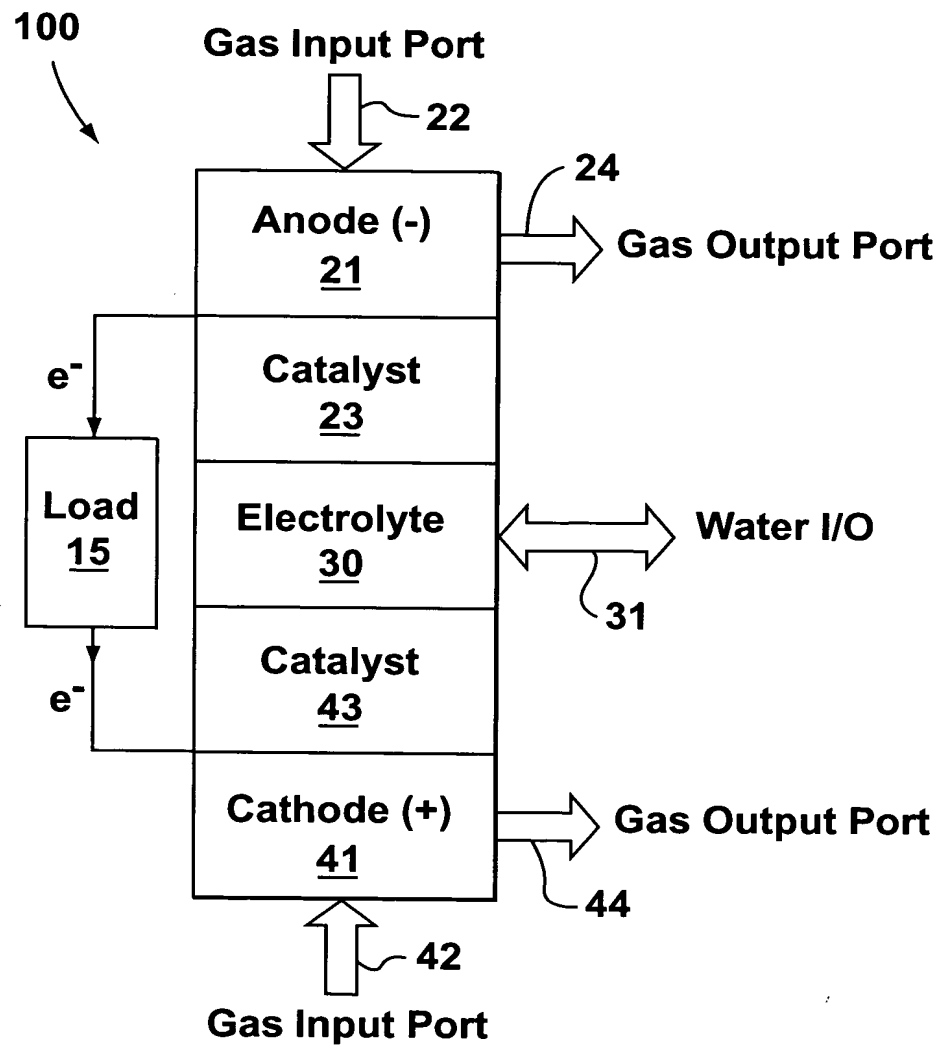 100
Gas Input Port
22
24
Anode (-)
21
Gas Output Port
e-
Catalyst
23
Load
15
Electrolyte
30
Water I/O
31
Catalyst
43
e-
Cathode (+)
41
Gas Output Port
44
42
Gas Input Port